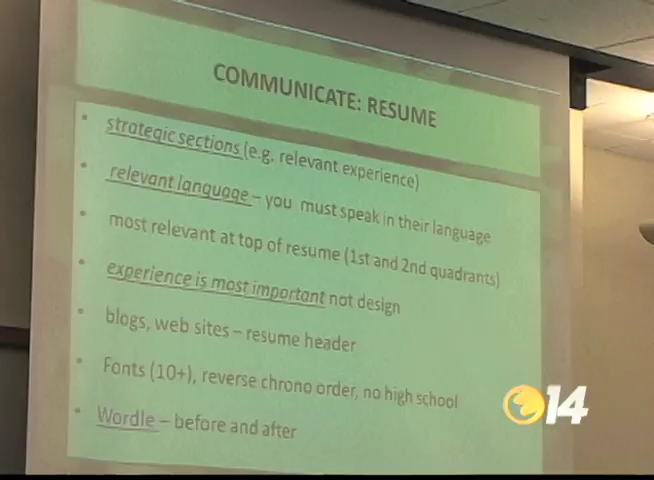 COMMUNICATE: RESUME
• strategic sections (e.g. relevant experience)
• relevant language – you must speak in their language
• most relevant at top of resume (1st and 2nd quadrants)
• experience is most important not design
• blogs, web sites – resume header
• Fonts (10+), reverse chrono order, no high school
• Wordle – before and after
14